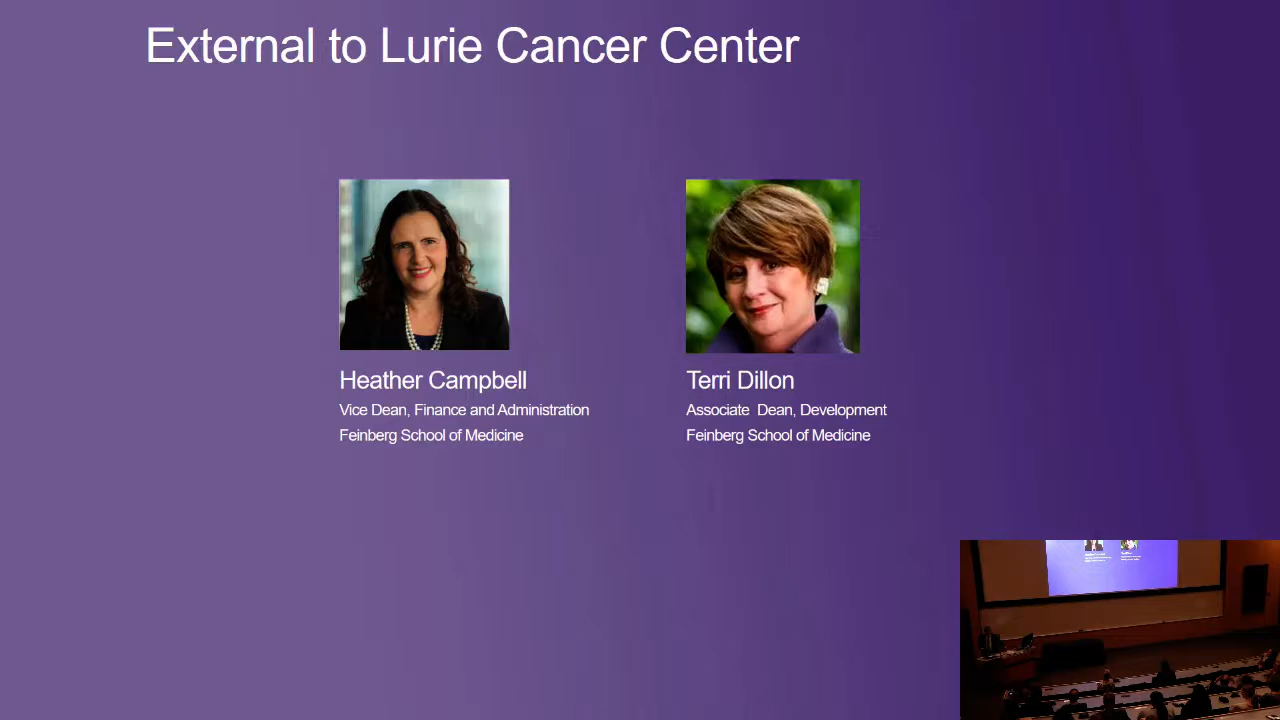 External to Lurie Cancer Center
Heather Campbell
Vice Dean, Finance and Administration
Feinberg School of Medicine
Terri Dillon
Associate Dean, Development
Feinberg School of Medicine